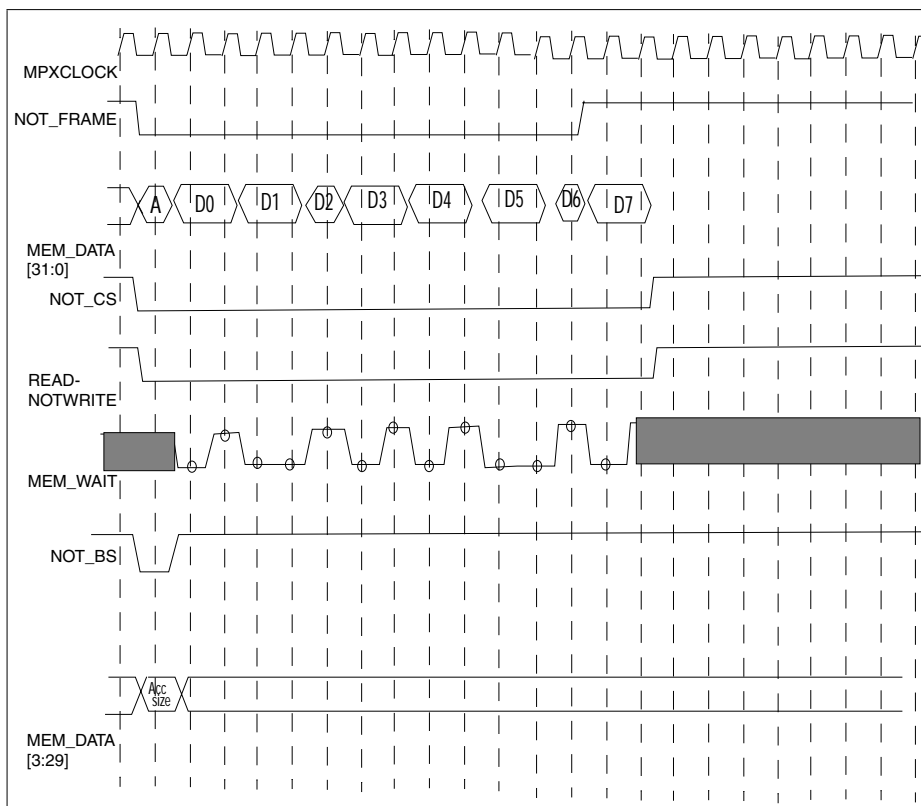 MPXCLOCK
NOT_FRAME
A D0 D1 D2 D3 D4 D5 D6 D7
MEM_DATA
[31:0]
NOT_CS
READ-
NOTWRITE
MEM_WAIT
NOT_BS
Acc
size
MEM_DATA
[3:29]